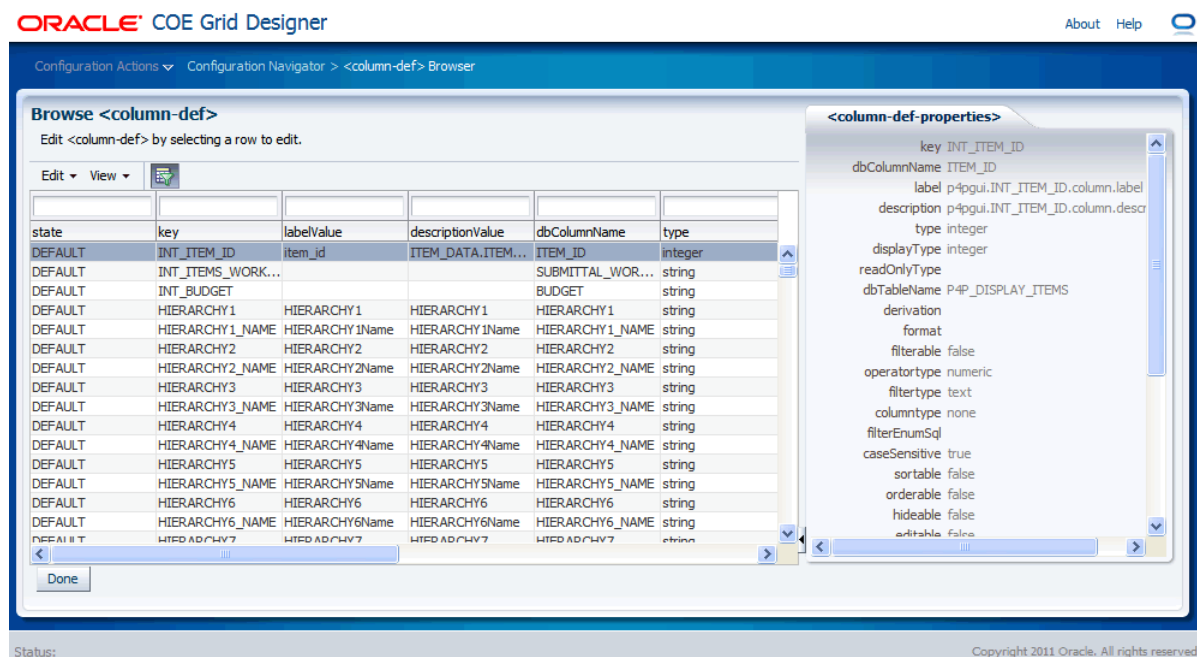 ORACLE® COE Grid Designer
About Help
Configuration Actions Configuration Navigator > <column-def> Browser
Browse <column-def>
Edit <column-def> by selecting a row to edit.
Edit View
state key labelValue descriptionValue dbColumnName type
DEFAULT INT_ITEM_ID item_id ITEM_DATA.ITEM... ITEM_ID integer
DEFAULT INT_ITEMS_WORK... SUBMITTAL_WOR... string
DEFAULT INT_BUDGET BUDGET string
DEFAULT HIERARCHY1 HIERARCHY1 HIERARCHY1 HIERARCHY1 string
DEFAULT HIERARCHY1_NAME HIERARCHY1Name HIERARCHY1Name HIERARCHY1_NAME string
DEFAULT HIERARCHY2 HIERARCHY2 HIERARCHY2 HIERARCHY2 string
DEFAULT HIERARCHY2_NAME HIERARCHY2Name HIERARCHY2Name HIERARCHY2_NAME string
DEFAULT HIERARCHY3 HIERARCHY3 HIERARCHY3 HIERARCHY3 string
DEFAULT HIERARCHY3_NAME HIERARCHY3Name HIERARCHY3Name HIERARCHY3_NAME string
DEFAULT HIERARCHY4 HIERARCHY4 HIERARCHY4 HIERARCHY4 string
DEFAULT HIERARCHY4_NAME HIERARCHY4Name HIERARCHY4Name HIERARCHY4_NAME string
DEFAULT HIERARCHY5 HIERARCHY5 HIERARCHY5 HIERARCHY5 string
DEFAULT HIERARCHY5_NAME HIERARCHY5Name HIERARCHY5Name HIERARCHY5_NAME string
DEFAULT HIERARCHY6 HIERARCHY6 HIERARCHY6 HIERARCHY6 string
DEFAULT HIERARCHY6_NAME HIERARCHY6Name HIERARCHY6Name HIERARCHY6_NAME string
DEFAULT HIERARCHY7 HIERARCHY7 HIERARCHY7 HIERARCHY7 string
Done
<column-def-properties>
key INT_ITEM_ID
dbColumnName ITEM_ID
label p4pgui.INT_ITEM_ID.column.label
description p4pgui.INT_ITEM_ID.column.descr
type integer
displayType integer
readOnlyType
dbTableName P4P_DISPLAY_ITEMS
derivation
format
filterable false
operatortype numeric
filtertype text
columntype none
filterEnumSql
caseSensitive true
sortable false
orderable false
hideable false
editable false
Status:
Copyright 2011 Oracle. All rights reserved